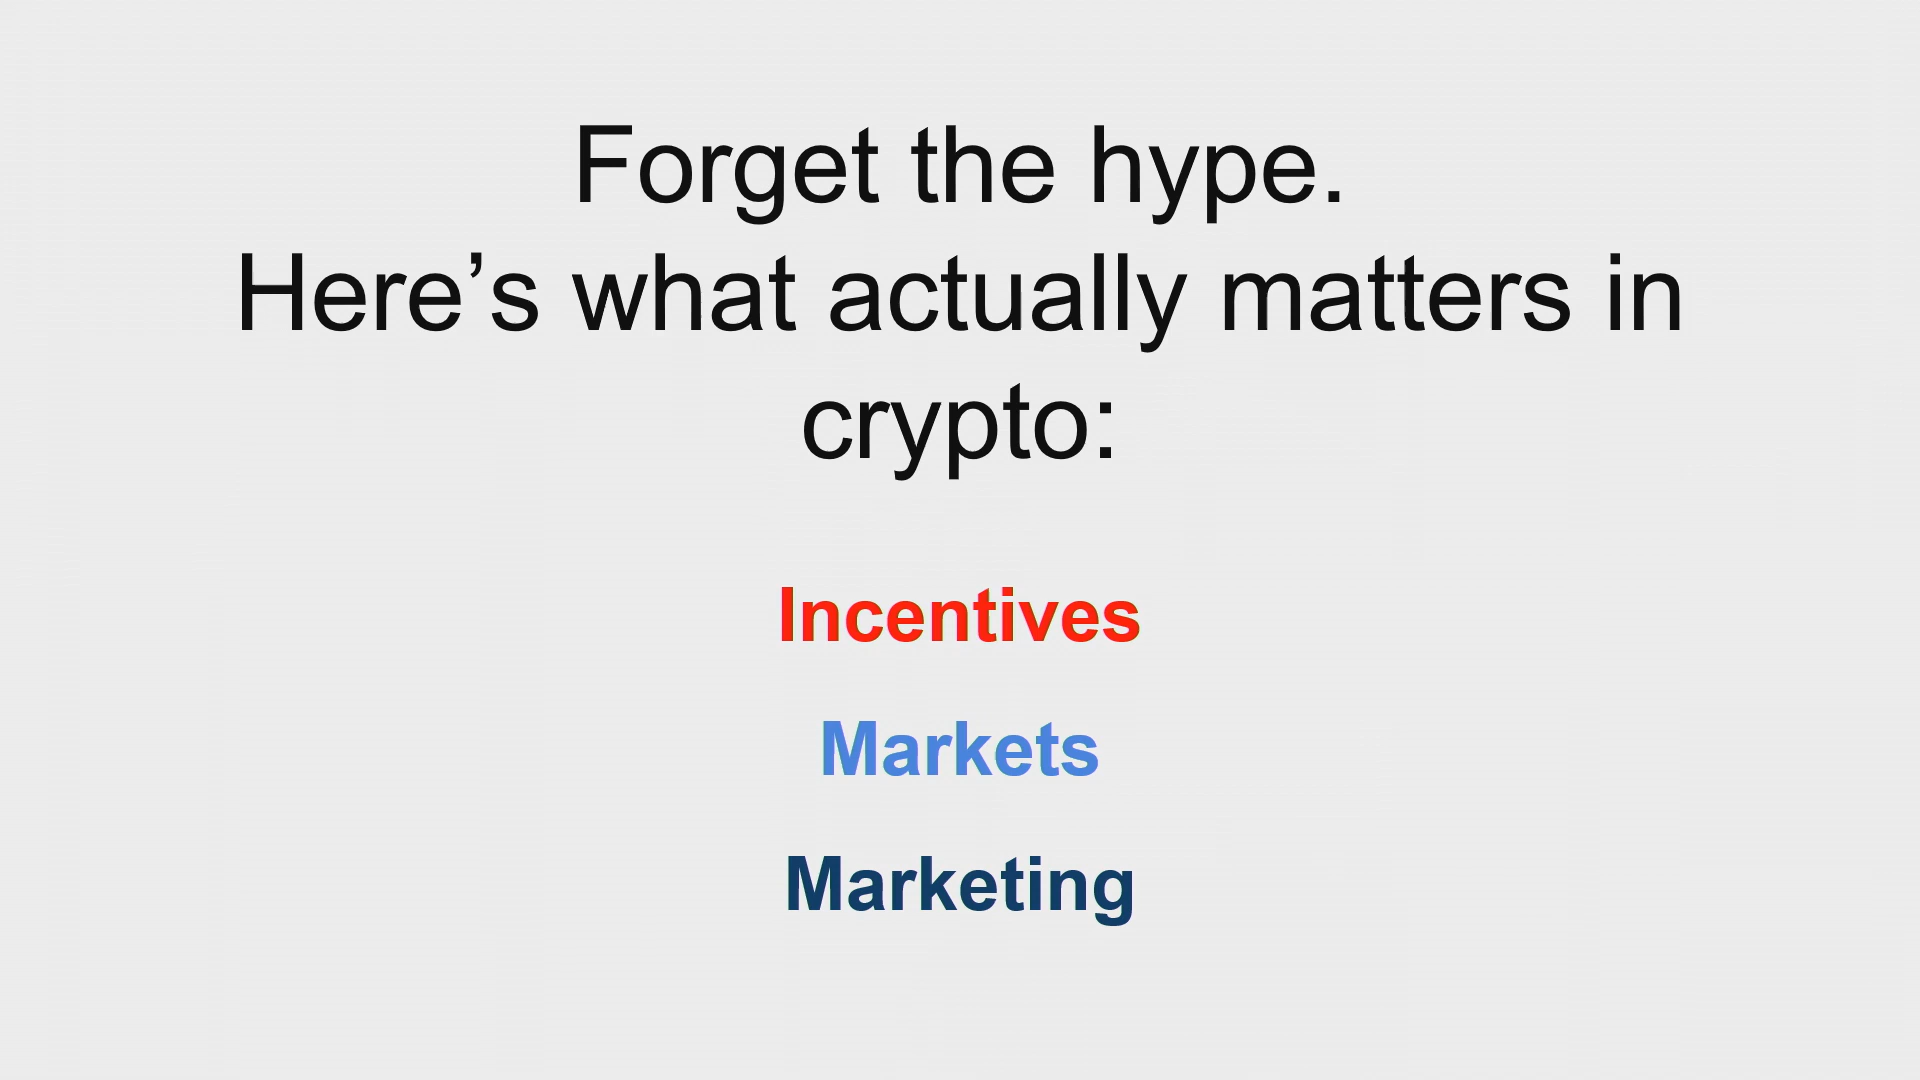 Forget the hype.
Here’s what actually matters in
crypto:
Incentives
Markets
Marketing